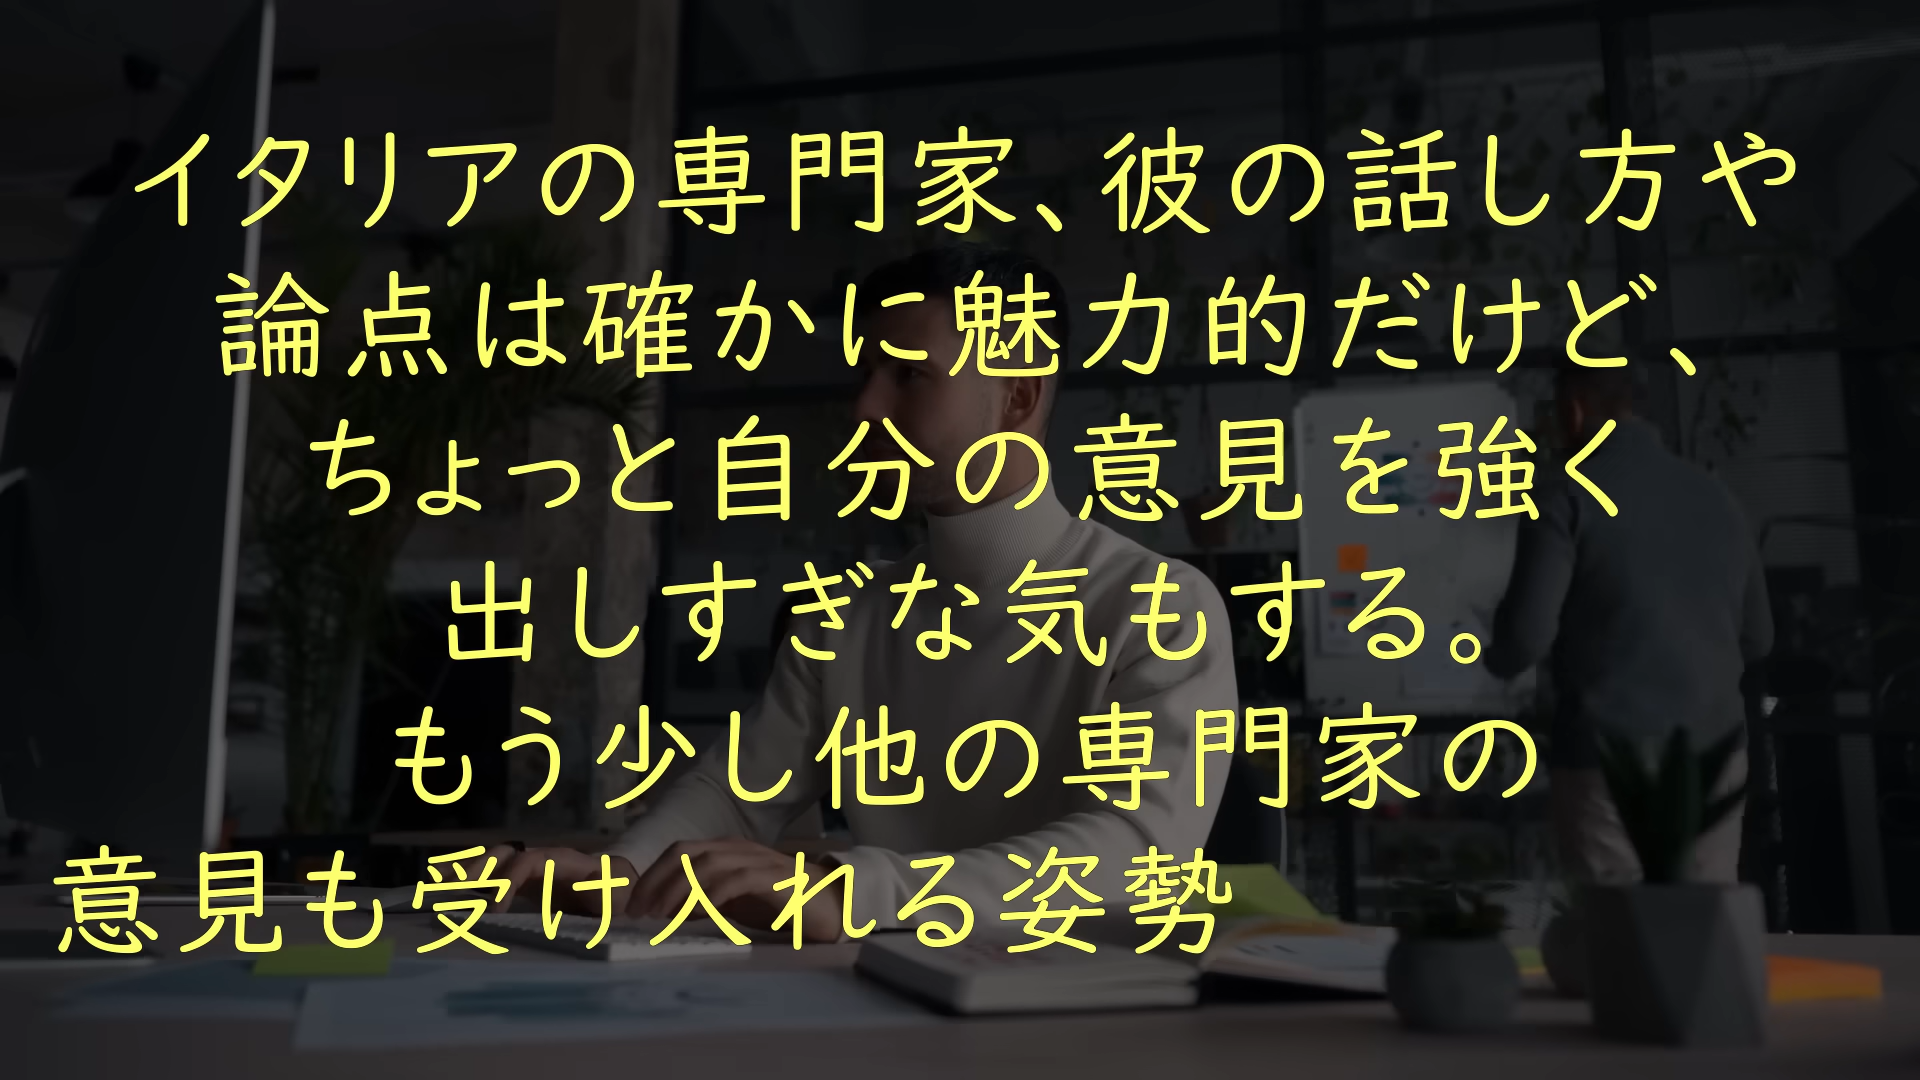 イタリアの専門家、彼の話し方や
論点は確かに魅力的だけど、
ちょっと自分の意見を強く
出しすぎな気もする。
もう少し他の専門家の
意見も受け入れる姿勢